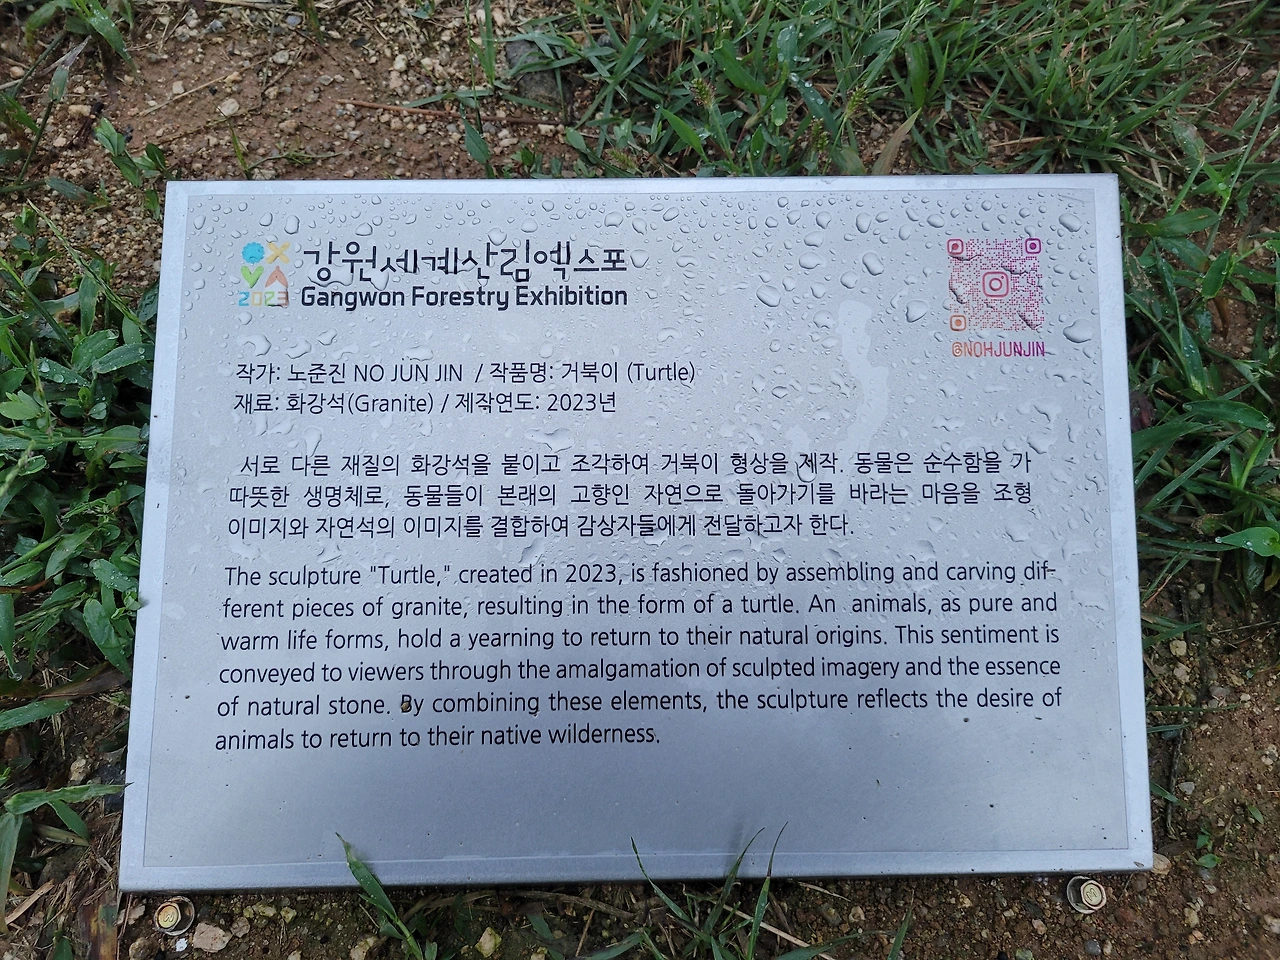 강원세계산림엑스포
2023 Gangwon Forestry Exhibition
@NOHJUNJIN
작가: 노준진 NO JUN JIN / 작품명: 거북이 (Turtle)
재료: 화강석(Granite) / 제작연도: 2023년
서로 다른 재질의 화강석을 붙이고 조각하여 거북이 형상을 제작. 동물은 순수함을 가
따뜻한 생명체로, 동물들이 본래의 고향인 자연으로 돌아가기를 바라는 마음을 조형
이미지와 자연석의 이미지를 결합하여 감상자들에게 전달하고자 한다.
The sculpture "Turtle," created in 2023, is fashioned by assembling and carving dif-
ferent pieces of granite, resulting in the form of a turtle. An animals, as pure and
warm life forms, hold a yearning to return to their natural origins. This sentiment is
conveyed to viewers through the amalgamation of sculpted imagery and the essence
of natural stone. By combining these elements, the sculpture reflects the desire of
animals to return to their native wilderness.